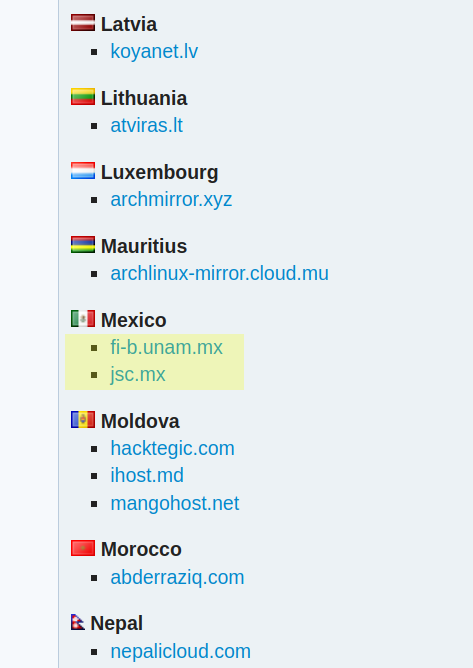 Latvia
koyanet.lv
Lithuania
atviras.lt
Luxembourg
archmirror.xyz
Mauritius
archlinux-mirror.cloud.mu
Mexico
fi-b.unam.mx
jsc.mx
Moldova
hacktegic.com
ihost.md
mangohost.net
Morocco
abderraziq.com
Nepal
nepalicloud.com